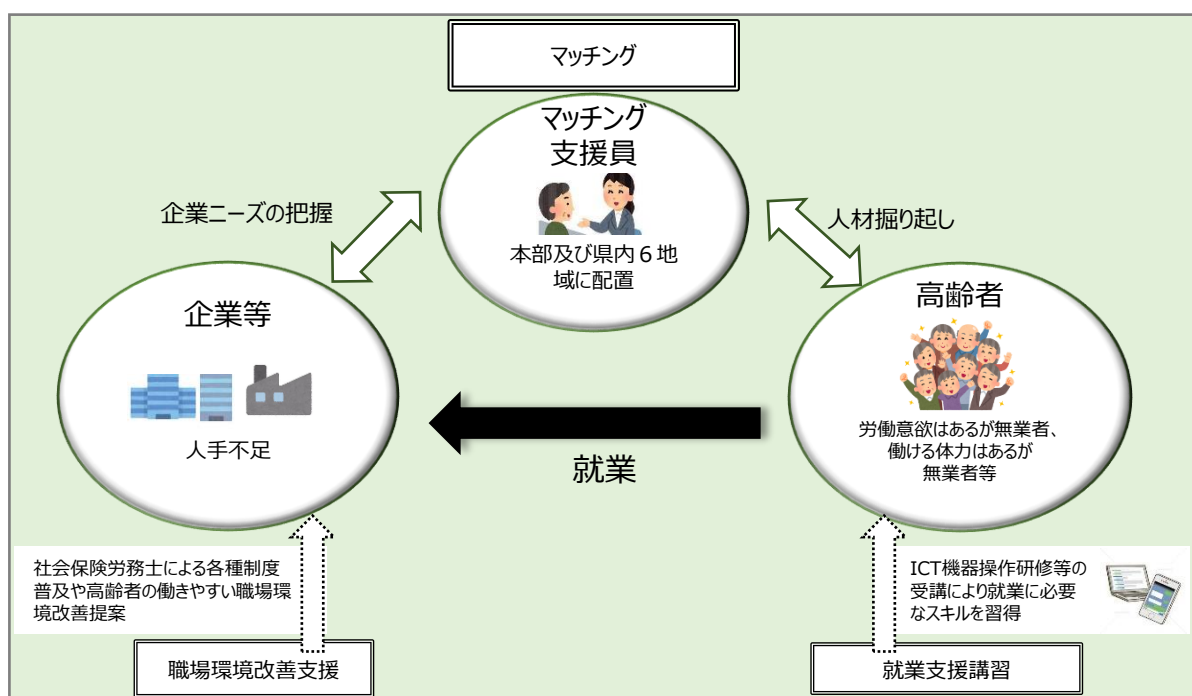 マッチング
マッチング
支援員
本部及び県内６地
域に配置
企業ニーズの把握
人材掘り起し
企業等
人手不足
高齢者
労働意欲はあるが無業者、
働ける体力はあるが
無業者等
就業
社会保険労務士による各種制度
普及や高齢者の働きやすい職場環
境改善提案
ICT機器操作研修等の
受講により就業に必要
なスキルを習得
職場環境改善支援
就業支援講習